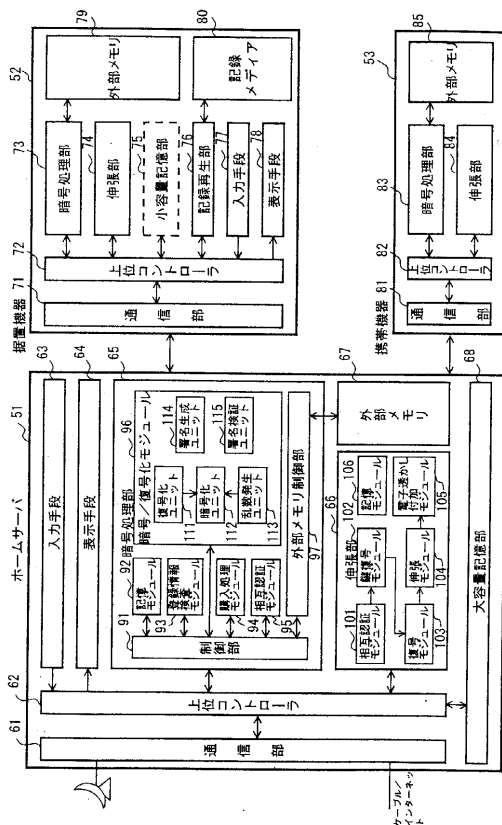 ホームサーバ
51
61
通信部
62
上位コントローラ
63
入力手段
64
表示手段
65
暗号処理部
91
制御部
92
記憶
モジュール
93
登録情報
検査
モジュール
94
購入処理
モジュール
95
相互認証
モジュール
96
暗号/復号化モジュール
111
復号化
ユニット
112
暗号化
ユニット
113
乱数発生
ユニット
114
署名生成
ユニット
115
署名検証
ユニット
97
外部メモリ制御部
66
伸張部
101
相互認証
モジュール
102
鍵復号
モジュール
103
復号
モジュール
104
伸張
モジュール
105
電子透かし
付加
モジュール
106
記憶
モジュール
67
外部メモリ
68
大容量記憶部
ケーブル/
インターネッ
ト
据置機器
52
71
通信部
72
上位コントローラ
73
暗号処理部
74
伸張部
75
小容量記憶部
76
記録再生部
77
入力手段
78
表示手段
79
外部メモリ
80
記録
メディア
携帯機器
53
81
通信部
82
上位コントローラ
83
暗号処理部
84
伸張部
85
外部メモリ